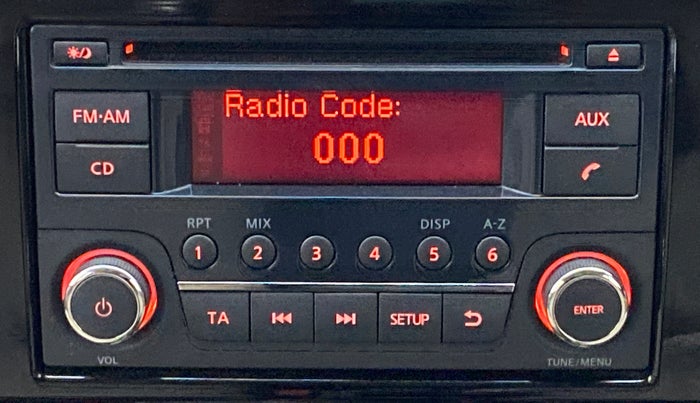 Radio Code:
000
FM·AM
AUX
CD
RPT MIX DISP A-Z
1 2 3 4 5 6
TA SETUP ENTER
VOL TUNE/MENU